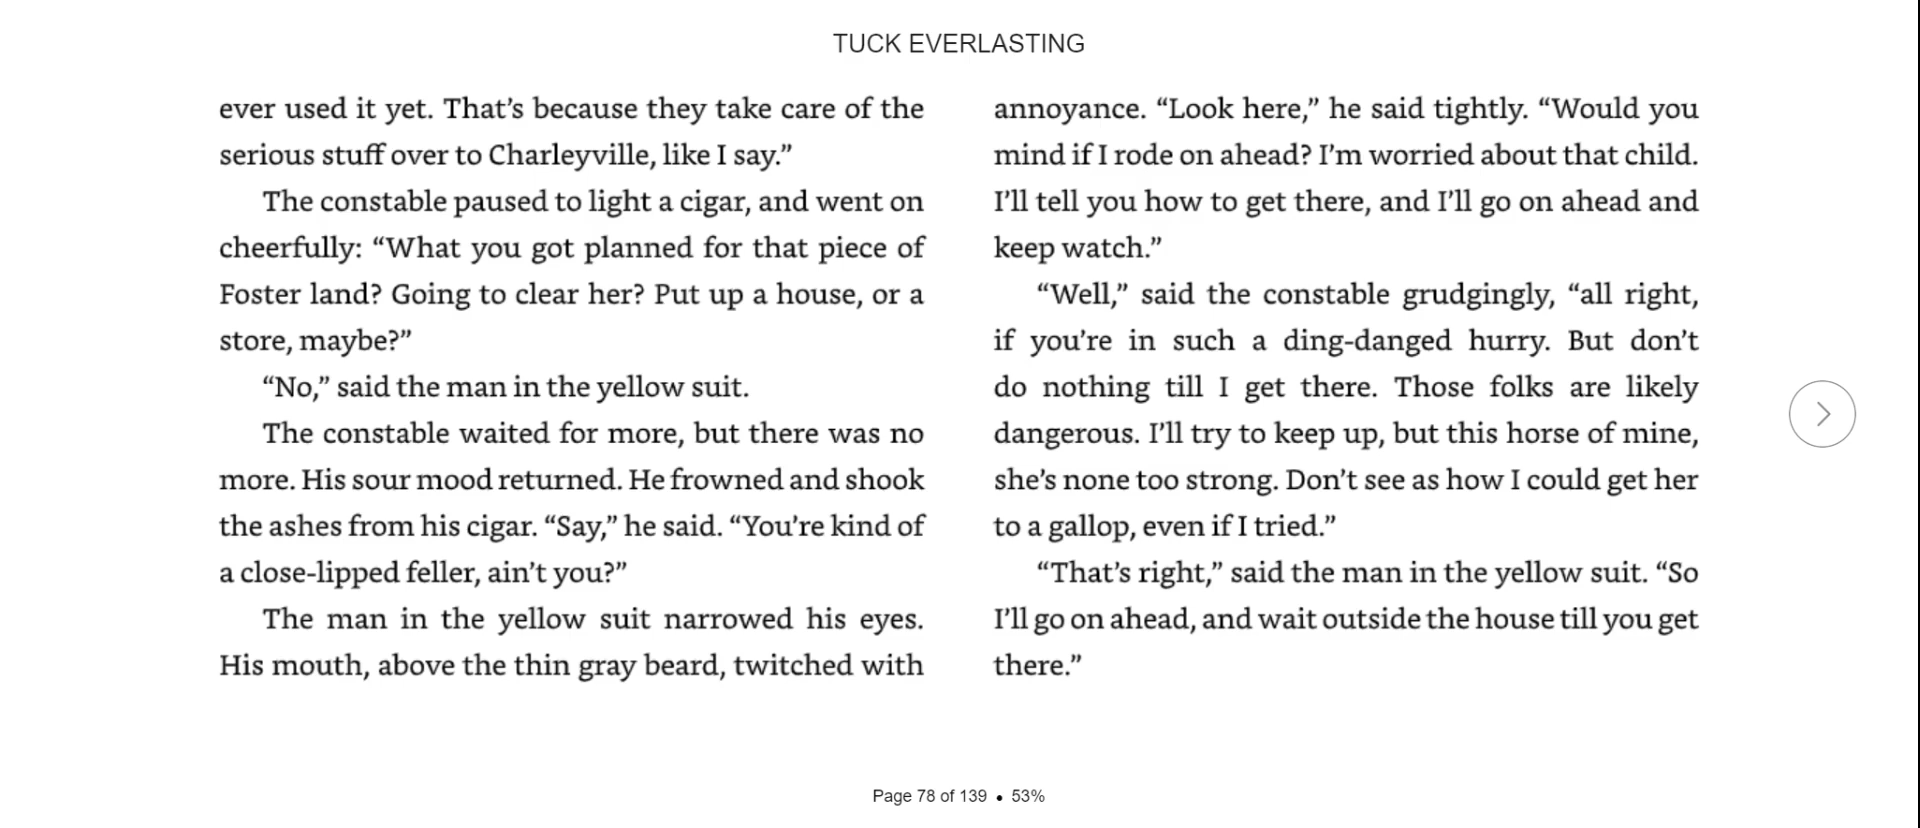 TUCK EVERLASTING
ever used it yet. That’s because they take care of the
serious stuff over to Charleyville, like I say.”
The constable paused to light a cigar, and went on
cheerfully: “What you got planned for that piece of
Foster land? Going to clear her? Put up a house, or a
store, maybe?”
“No,” said the man in the yellow suit.
The constable waited for more, but there was no
more. His sour mood returned. He frowned and shook
the ashes from his cigar. “Say,” he said. “You’re kind of
a close-lipped feller, ain’t you?”
The man in the yellow suit narrowed his eyes.
His mouth, above the thin gray beard, twitched with
annoyance. “Look here,” he said tightly. “Would you
mind if I rode on ahead? I’m worried about that child.
I’ll tell you how to get there, and I’ll go on ahead and
keep watch.”
“Well,” said the constable grudgingly, “all right,
if you’re in such a ding-danged hurry. But don’t
do nothing till I get there. Those folks are likely
dangerous. I’ll try to keep up, but this horse of mine,
she’s none too strong. Don’t see as how I could get her
to a gallop, even if I tried.”
“That’s right,” said the man in the yellow suit. “So
I’ll go on ahead, and wait outside the house till you get
there.”
Page 78 of 139 • 53%